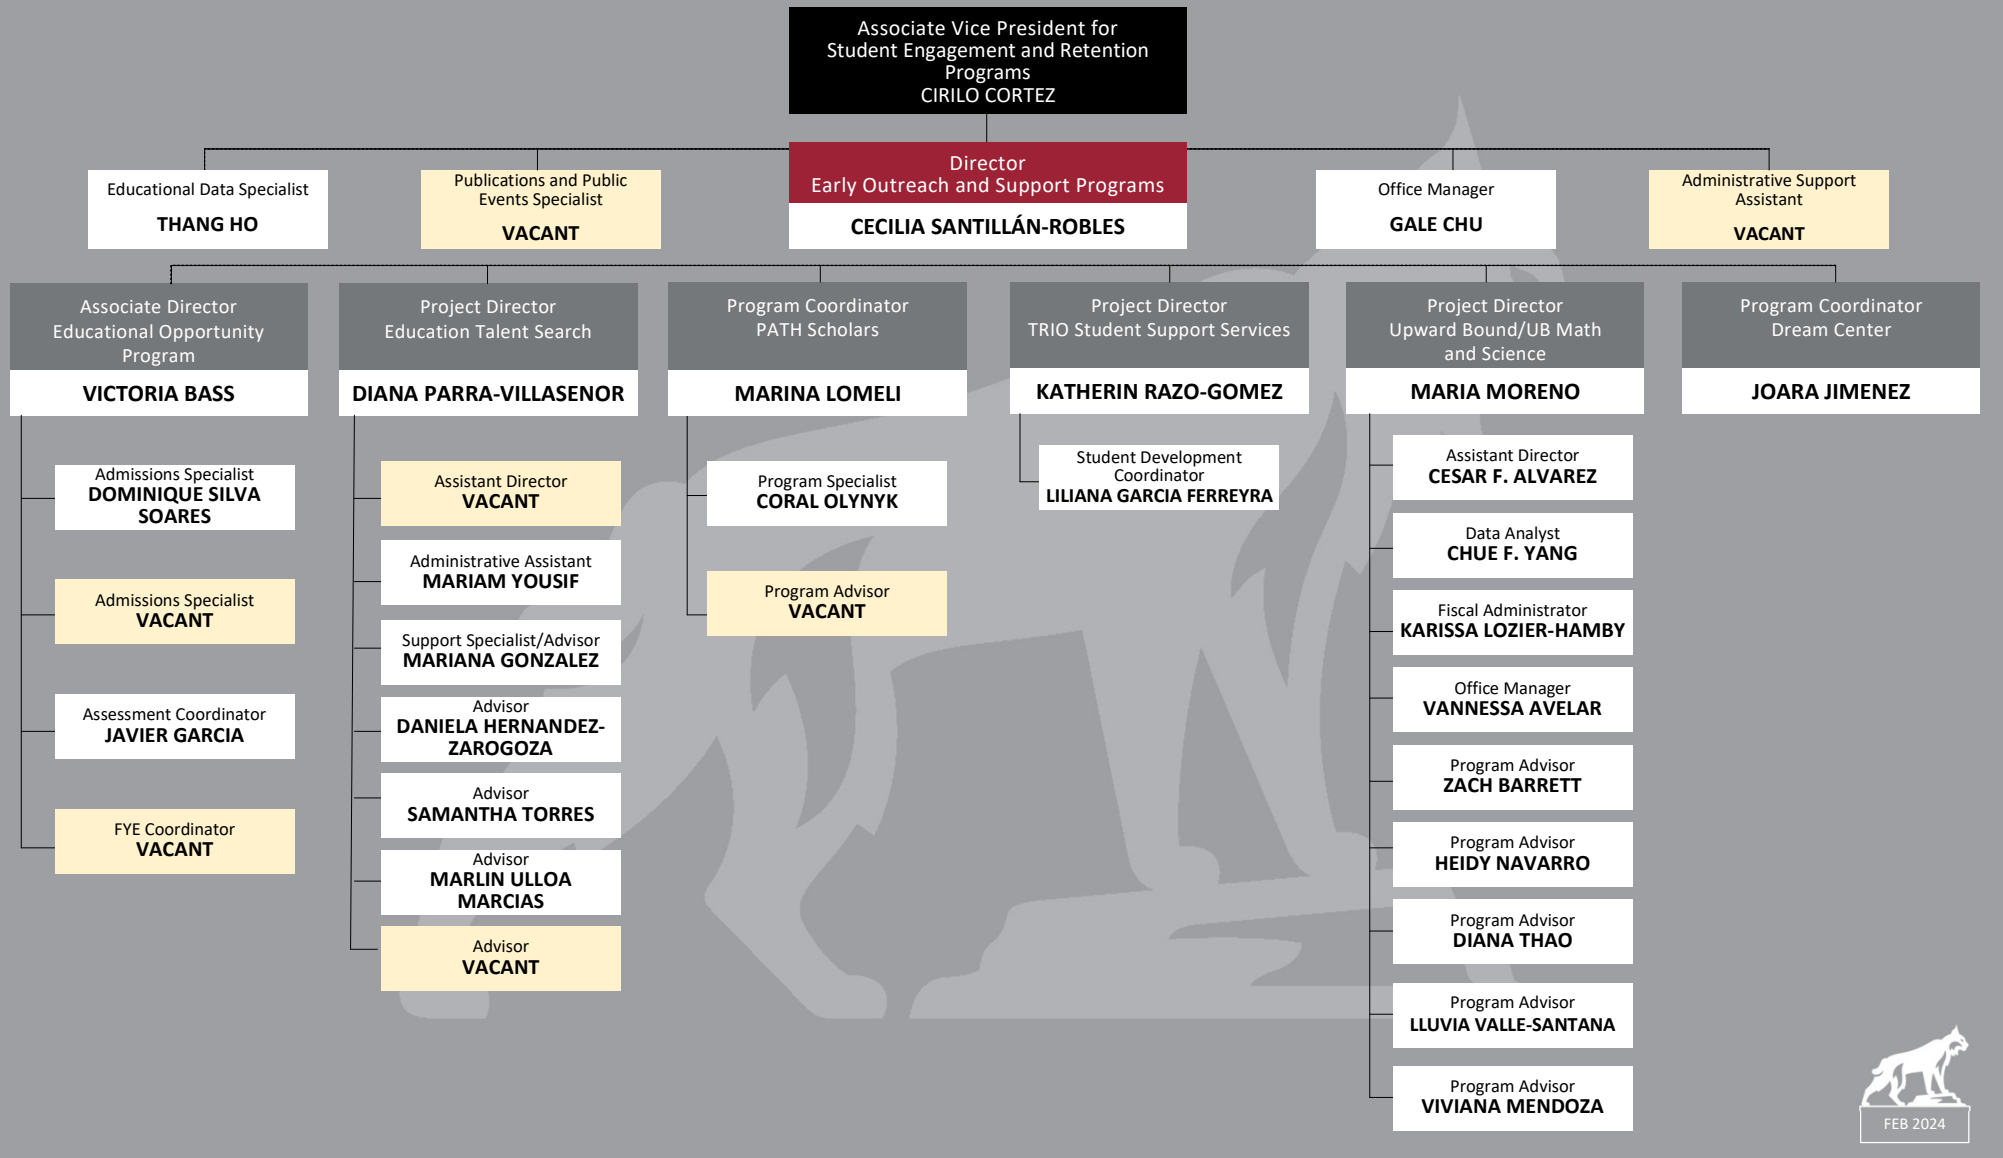 Associate Vice President for
Student Engagement and Retention
Programs
CIRILO CORTEZ
Director
Early Outreach and Support Programs
CECILIA SANTILLÁN-ROBLES
Educational Data Specialist
THANG HO
Publications and Public
Events Specialist
VACANT
Office Manager
GALE CHU
Administrative Support
Assistant
VACANT
Associate Director
Educational Opportunity
Program
VICTORIA BASS
Admissions Specialist
DOMINIQUE SILVA
SOARES
Admissions Specialist
VACANT
Assessment Coordinator
JAVIER GARCIA
FYE Coordinator
VACANT
Project Director
Education Talent Search
DIANA PARRA-VILLASENOR
Assistant Director
VACANT
Administrative Assistant
MARIAM YOUSIF
Support Specialist/Advisor
MARIANA GONZALEZ
Advisor
DANIELA HERNANDEZ-
ZAROGOZA
Advisor
SAMANTHA TORRES
Advisor
MARLIN ULLOA
MARCIAS
Advisor
VACANT
Program Coordinator
PATH Scholars
MARINA LOMELI
Program Specialist
CORAL OLYNYK
Program Advisor
VACANT
Project Director
TRIO Student Support Services
KATHERIN RAZO-GOMEZ
Student Development
Coordinator
LILIANA GARCIA FERREYRA
Project Director
Upward Bound/UB Math
and Science
MARIA MORENO
Assistant Director
CESAR F. ALVAREZ
Data Analyst
CHUE F. YANG
Fiscal Administrator
KARISSA LOZIER-HAMBY
Office Manager
VANNESSA AVELAR
Program Advisor
ZACH BARRETT
Program Advisor
HEIDY NAVARRO
Program Advisor
DIANA THAO
Program Advisor
LLUVIA VALLE-SANTANA
Program Advisor
VIVIANA MENDOZA
Program Coordinator
Dream Center
JOARA JIMENEZ
FEB 2024